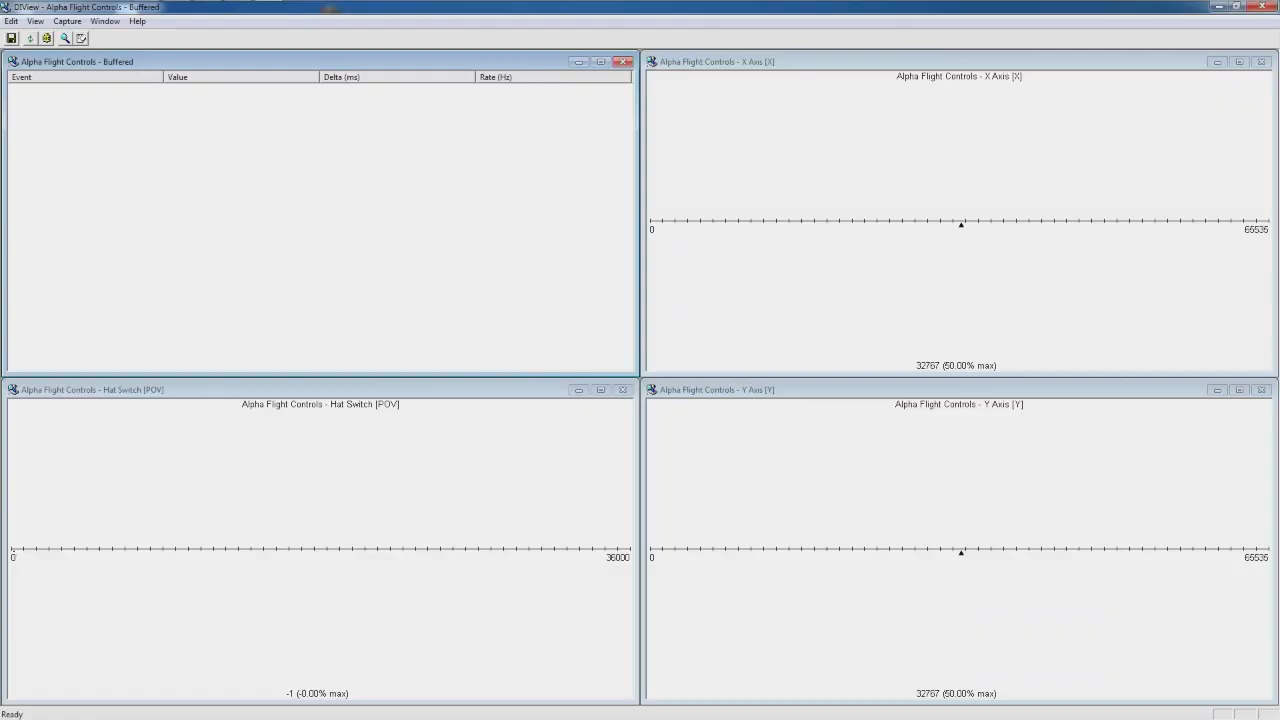 DIView - Alpha Flight Controls - Buffered
Edit View Capture Window Help
Alpha Flight Controls - Buffered
Event Value Delta (ms) Rate (Hz)
Alpha Flight Controls - X Axis [X]
Alpha Flight Controls - X Axis [X]
0 65535
32767 (50.00% max)
Alpha Flight Controls - Hat Switch [POV]
Alpha Flight Controls - Hat Switch [POV]
0 36000
-1 (-0.00% max)
Alpha Flight Controls - Y Axis [Y]
Alpha Flight Controls - Y Axis [Y]
0 65535
32767 (50.00% max)
Ready